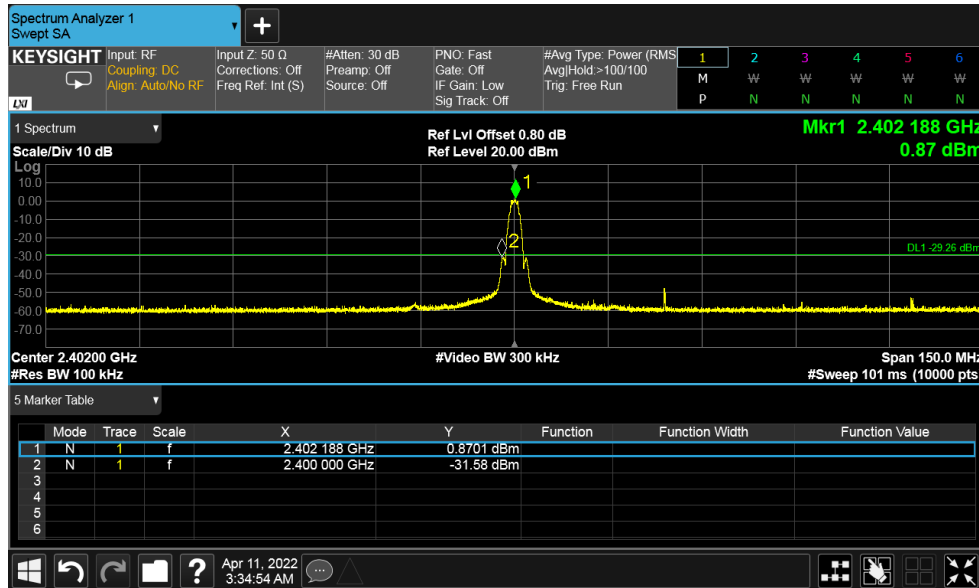 Spectrum Analyzer 1
Swept SA
+
KEYSIGHT
LXI
Input: RF
Coupling: DC
Align: Auto/No RF
Input Z: 50 Ω
Corrections: Off
Freq Ref: Int (S)
#Atten: 30 dB
Preamp: Off
Source: Off
PNO: Fast
Gate: Off
IF Gain: Low
Sig Track: Off
#Avg Type: Power (RMS
Avg|Hold:>100/100
Trig: Free Run
1 2 3 4 5 6
M W W W W W
P N N N N N
1 Spectrum
Scale/Div 10 dB
Ref Lvl Offset 0.80 dB
Ref Level 20.00 dBm
Mkr1 2.402 188 GHz
0.87 dBm
Log
10.0
0.00
-10.0
-20.0
-30.0
-40.0
-50.0
-60.0
-70.0
1
2
DL1 -29.26 dBm
Center 2.40200 GHz
#Res BW 100 kHz
#Video BW 300 kHz
Span 150.0 MHz
#Sweep 101 ms (10000 pts
5 Marker Table
Mode Trace Scale X Y Function Function Width Function Value
1 N 1 f 2.402 188 GHz 0.8701 dBm
2 N 1 f 2.400 000 GHz -31.58 dBm
3
4
5
6
?
Apr 11, 2022
3:34:54 AM